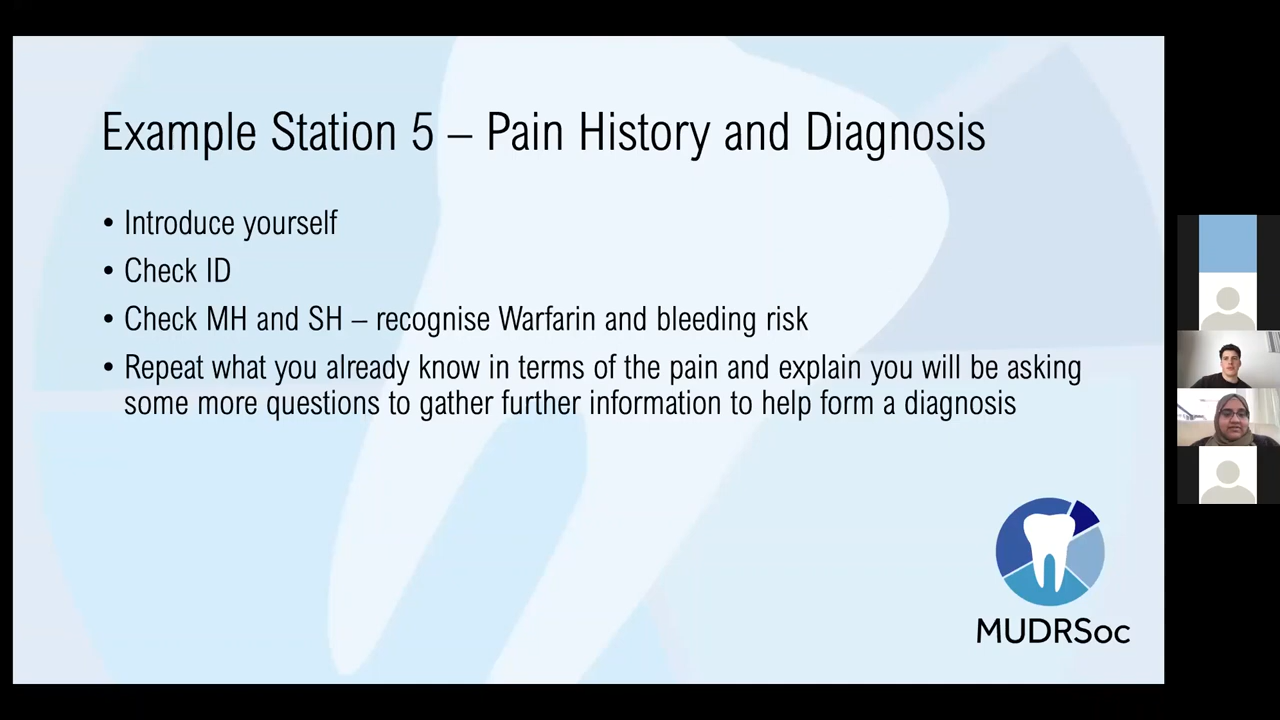 Example Station 5 – Pain History and Diagnosis
• Introduce yourself
• Check ID
• Check MH and SH – recognise Warfarin and bleeding risk
• Repeat what you already know in terms of the pain and explain you will be asking
some more questions to gather further information to help form a diagnosis
MUDRSoc